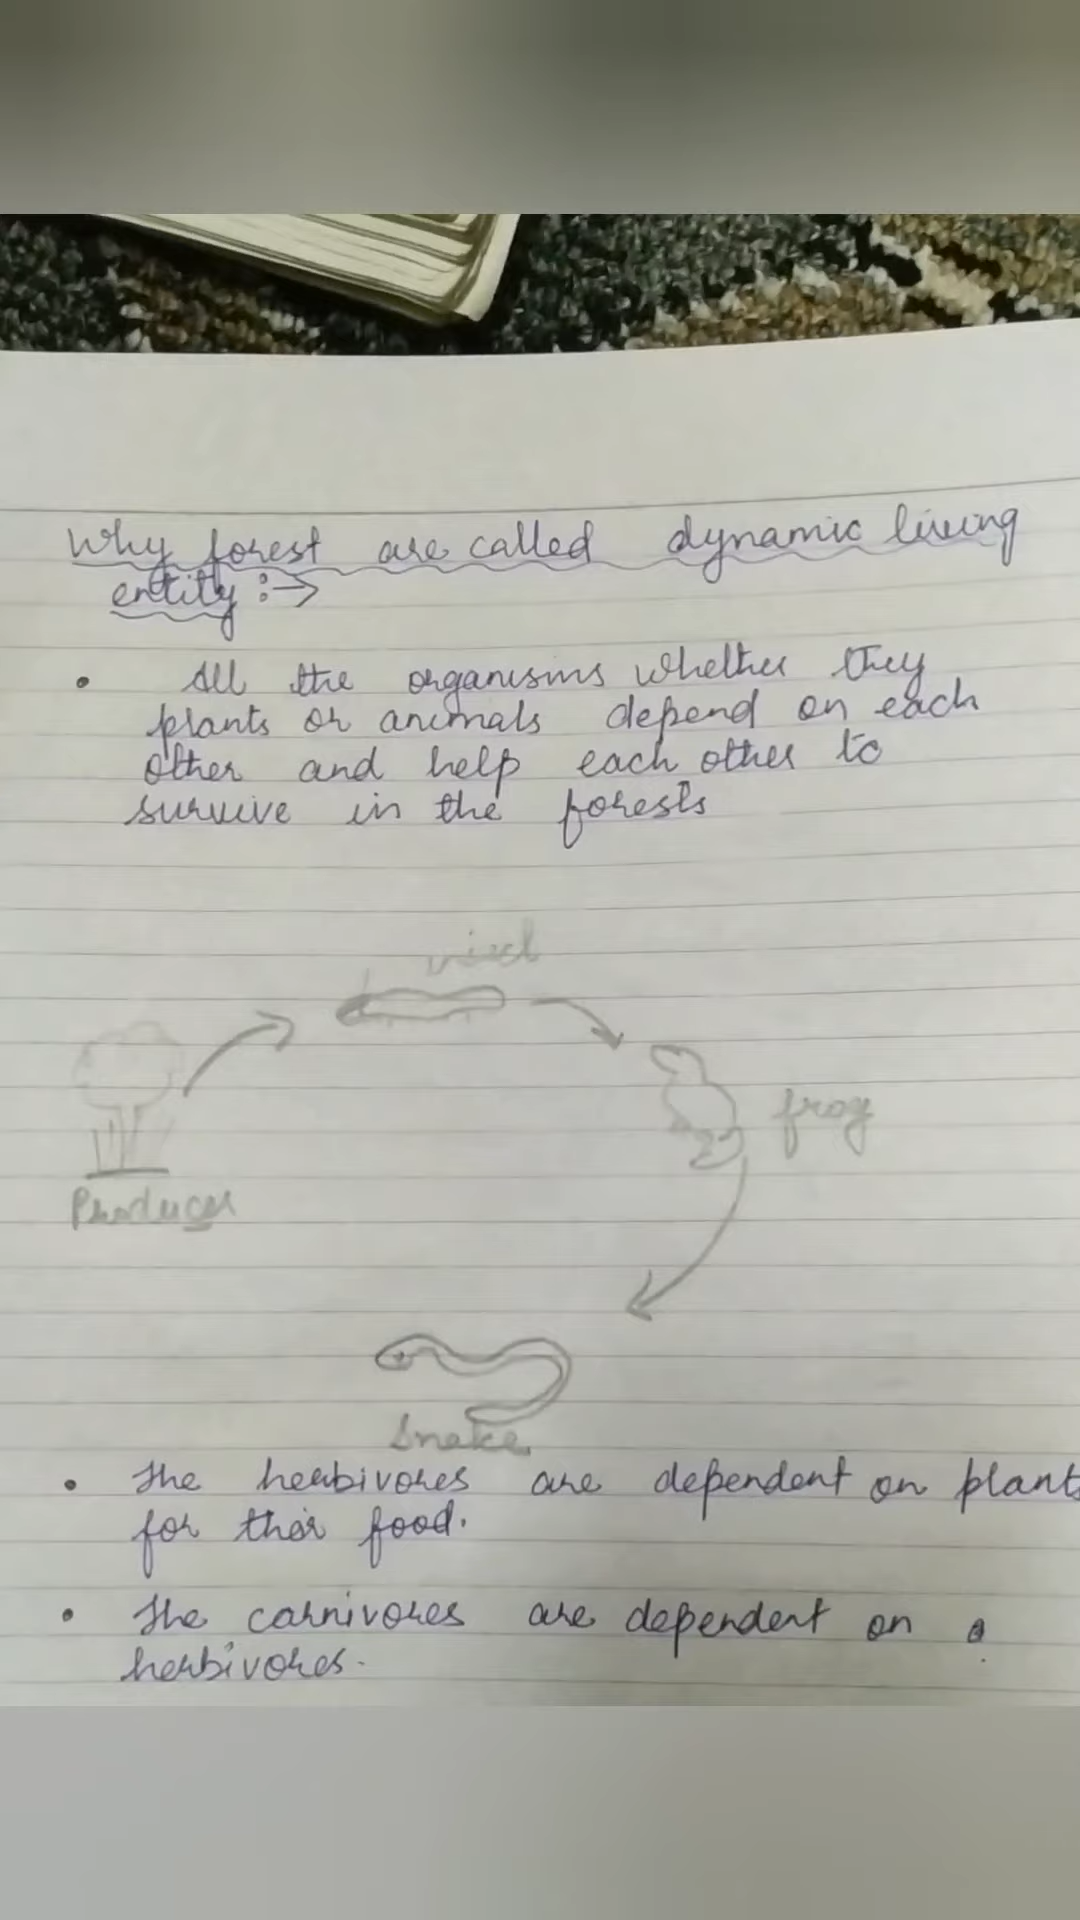 Why forest are called dynamic living
entity :→
• All the organisms whether they
plants or animals depend on each
other and help each other to
survive in the forests
frog
Producer
Snake
• The herbivores are dependent on plants
for their food.
• The carnivores are dependent on
herbivores.